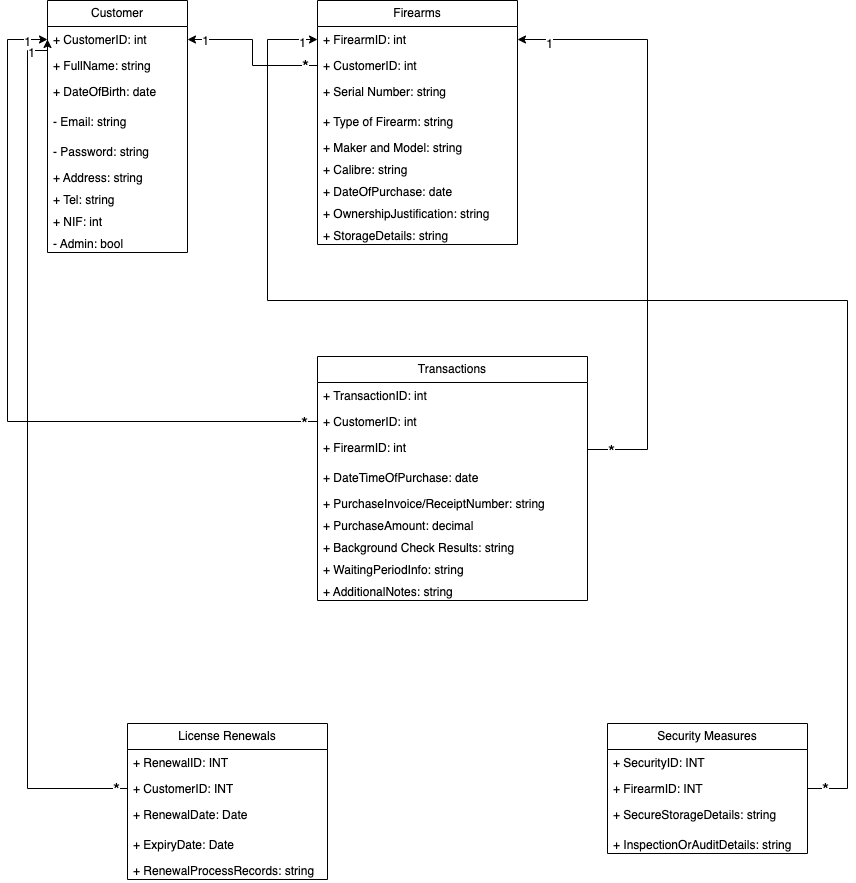 Customer
+ CustomerID: int
+ FullName: string
+ DateOfBirth: date
- Email: string
- Password: string
+ Address: string
+ Tel: string
+ NIF: int
- Admin: bool
Firearms
+ FirearmID: int
+ CustomerID: int
+ Serial Number: string
+ Type of Firearm: string
+ Maker and Model: string
+ Calibre: string
+ DateOfPurchase: date
+ OwnershipJustification: string
+ StorageDetails: string
1
1
1
*
1
1
Transactions
+ TransactionID: int
+ CustomerID: int
+ FirearmID: int
+ DateTimeOfPurchase: date
+ PurchaseInvoice/ReceiptNumber: string
+ PurchaseAmount: decimal
+ Background Check Results: string
+ WaitingPeriodInfo: string
+ AdditionalNotes: string
*
*
License Renewals
+ RenewalID: INT
+ CustomerID: INT
+ RenewalDate: Date
+ ExpiryDate: Date
+ RenewalProcessRecords: string
*
Security Measures
+ SecurityID: INT
+ FirearmID: INT
+ SecureStorageDetails: string
+ InspectionOrAuditDetails: string
*